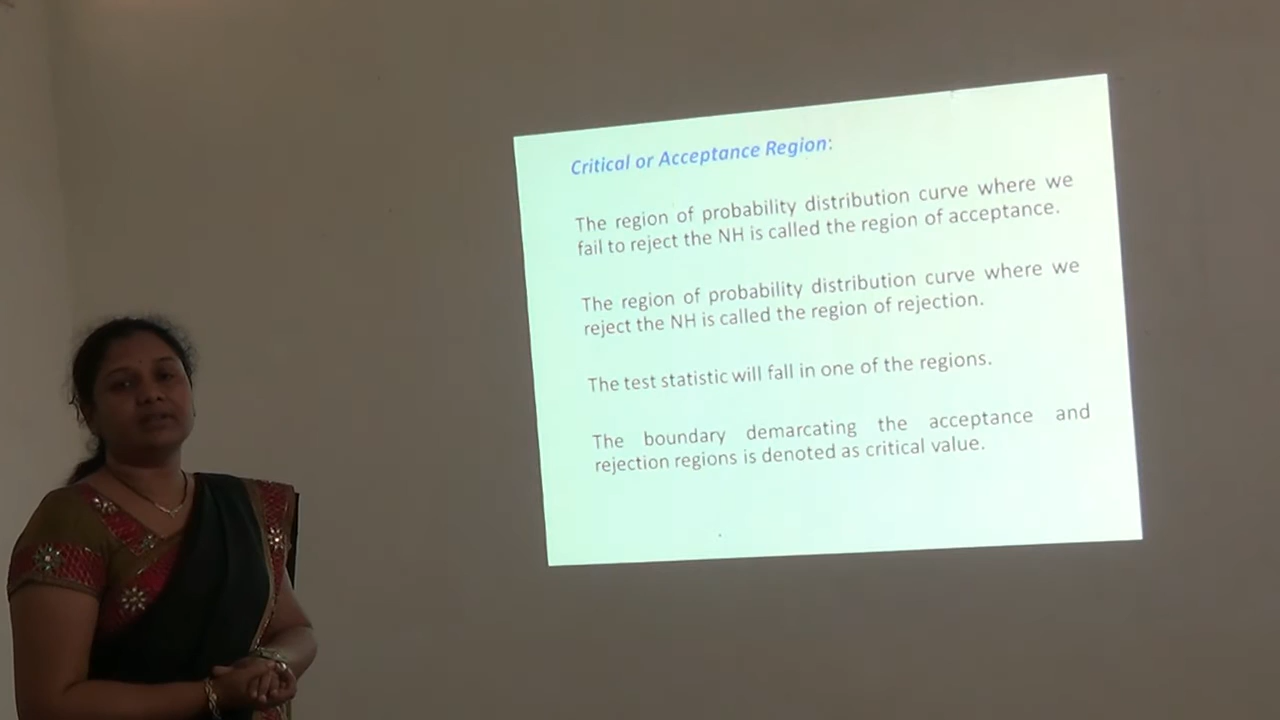 Critical or Acceptance Region:
The region of probability distribution curve where we
fail to reject the NH is called the region of acceptance.
The region of probability distribution curve where we
reject the NH is called the region of rejection.
The test statistic will fall in one of the regions.
The boundary demarcating the acceptance and
rejection regions is denoted as critical value.